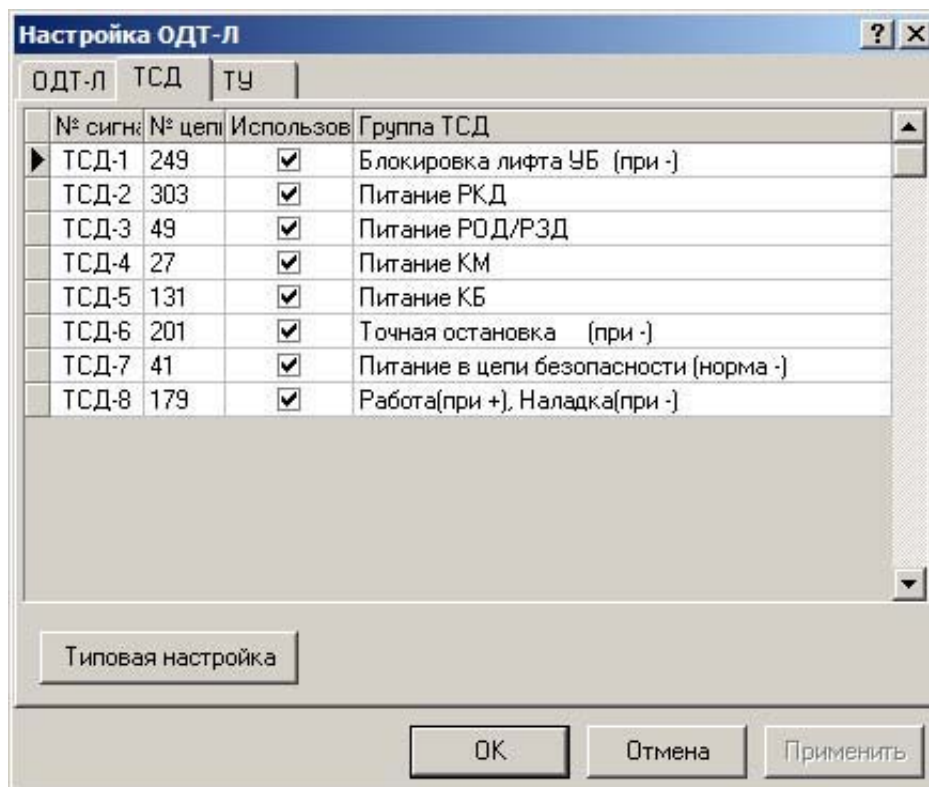 Настройка ОДТ-Л
ОДТ-Л ТСД ТУ
№ сигна № цепи Использов Группа ТСД
ТСД-1 249 Блокировка лифта УБ (при -)
ТСД-2 303 Питание РКД
ТСД-3 49 Питание РОД/РЗД
ТСД-4 27 Питание КМ
ТСД-5 131 Питание КБ
ТСД-6 201 Точная остановка (при -)
ТСД-7 41 Питание в цепи безопасности (норма -)
ТСД-8 179 Работа(при +), Наладка(при -)
Типовая настройка
OK Отмена Применить